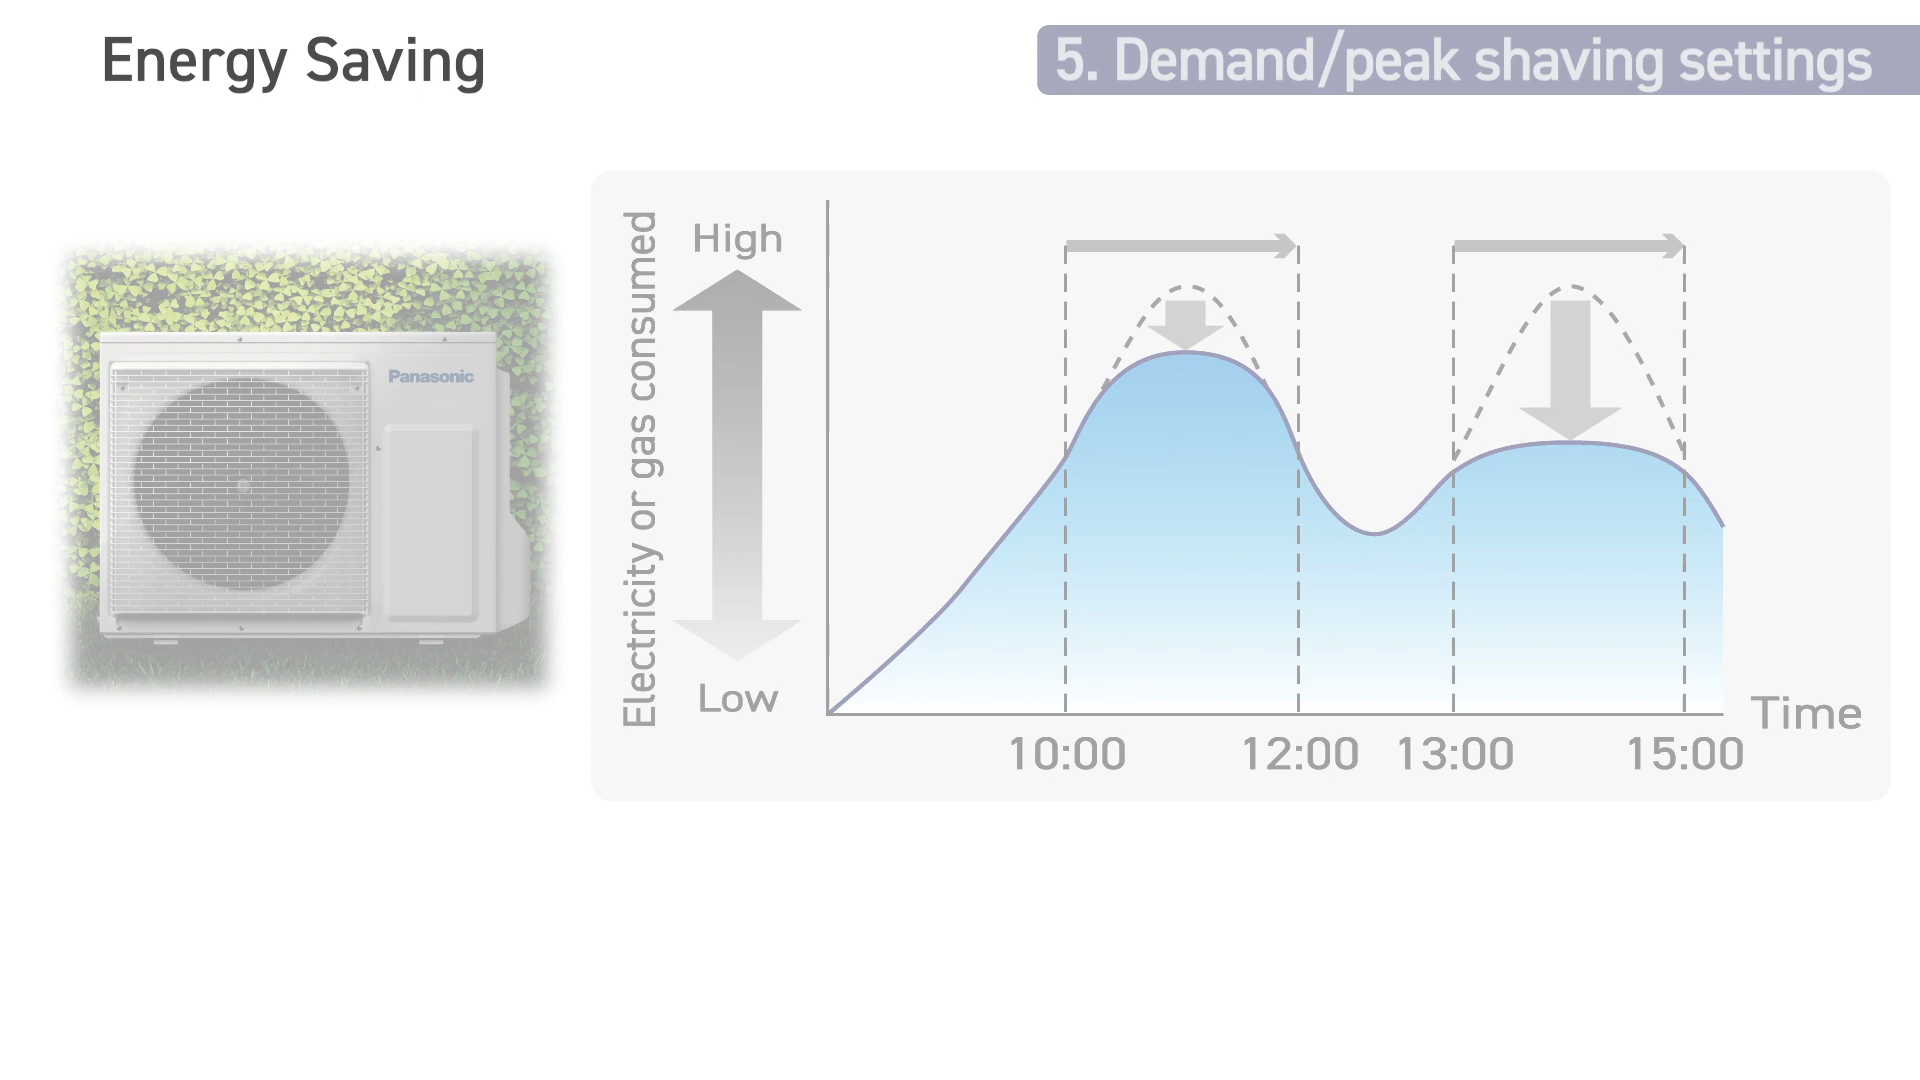 Energy Saving
5. Demand/peak shaving settings
Panasonic
Electricity or gas consumed
High
Low
Time
10:00 12:00 13:00 15:00